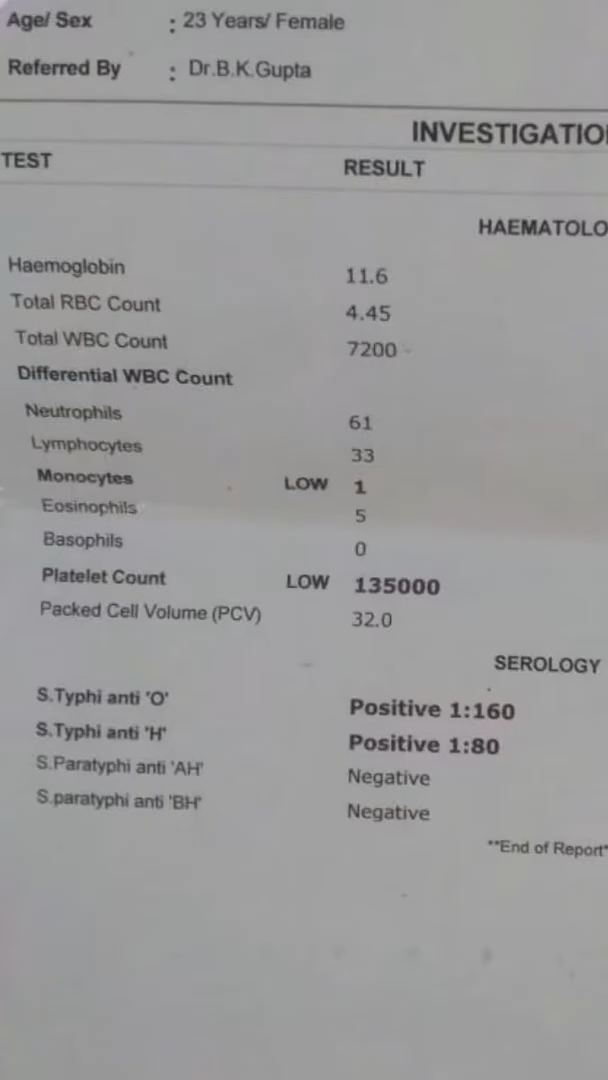 Age/ Sex : 23 Years/ Female
Referred By : Dr.B.K.Gupta
INVESTIGATIO
TEST RESULT
HAEMATOLO
Haemoglobin 11.6
Total RBC Count 4.45
Total WBC Count 7200
Differential WBC Count
Neutrophils 61
Lymphocytes 33
Monocytes LOW 1
Eosinophils 5
Basophils 0
Platelet Count LOW 135000
Packed Cell Volume (PCV) 32.0
SEROLOGY
S.Typhi anti 'O' Positive 1:160
S.Typhi anti 'H' Positive 1:80
S.Paratyphi anti 'AH' Negative
S.paratyphi anti 'BH' Negative
**End of Report*